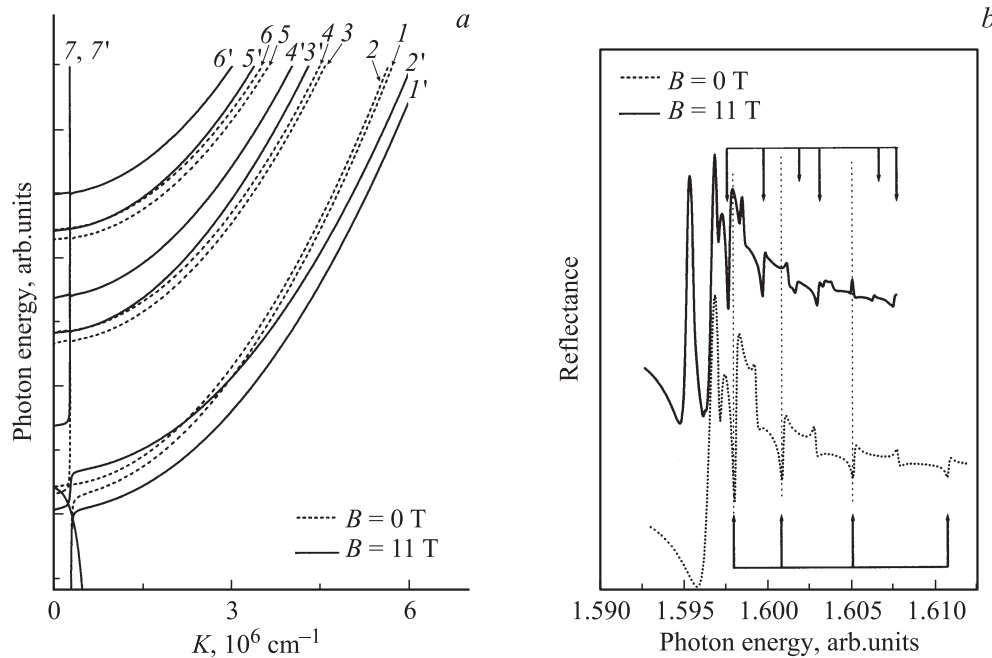 a
7, 7'
6' 5' 6 5 4'3' 4 3 2 1 2' 1'
Photon energy, arb.units
B = 0 T
B = 11 T
0 3 6
K, 10⁶ cm⁻¹
b
B = 0 T
B = 11 T
Reflectance
1.590 1.595 1.600 1.605 1.610
Photon energy, arb.units